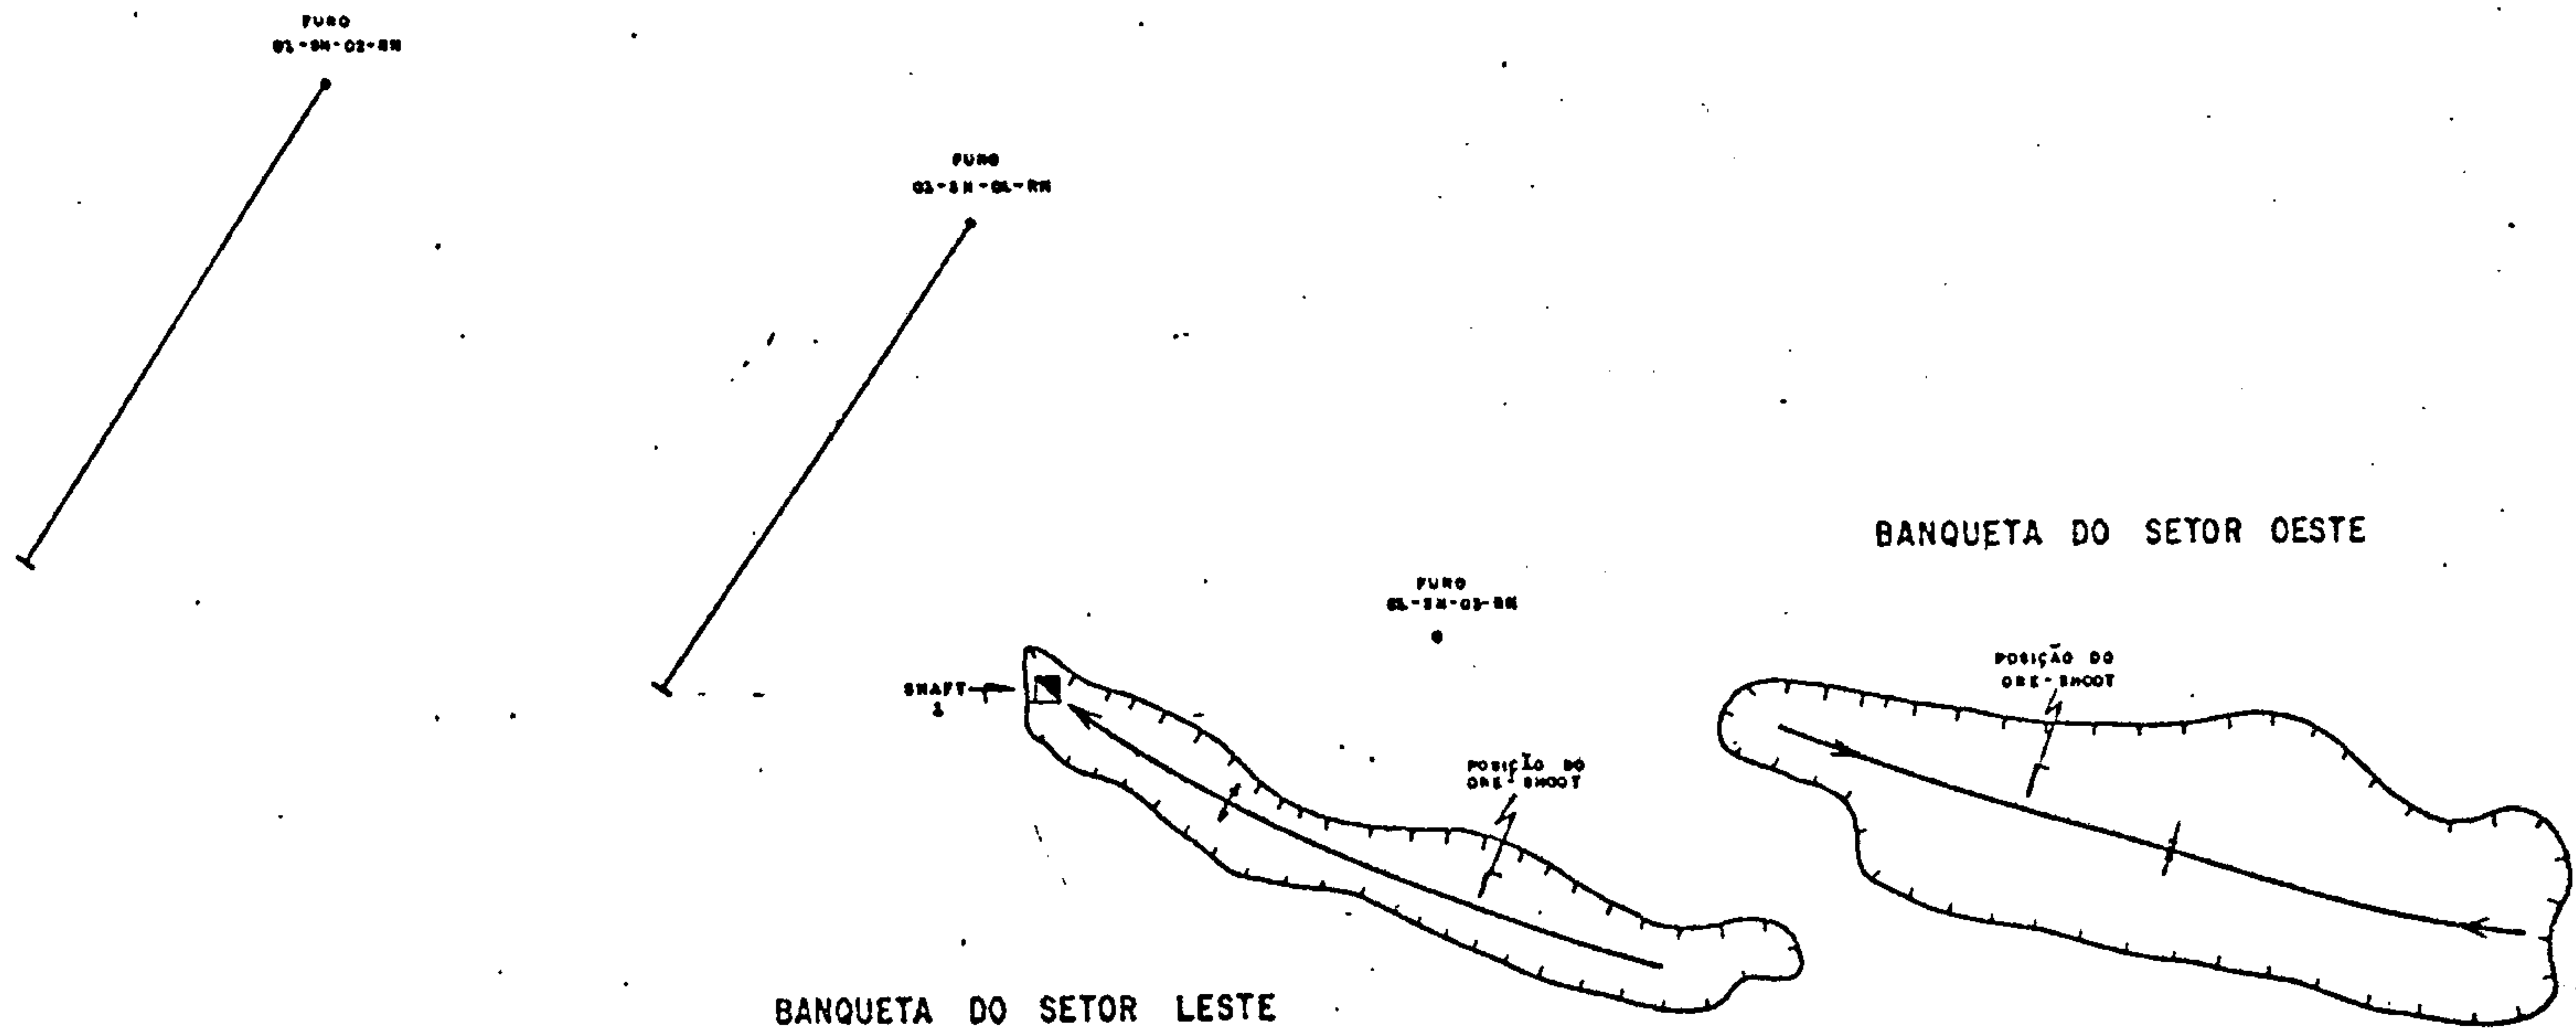 FURO
FURO
BANQUETA DO SETOR OESTE
FURO
POSIÇÃO DO
ORE-SHOOT
SHAFT
1
POSIÇÃO DO
ORE-SHOOT
BANQUETA DO SETOR LESTE